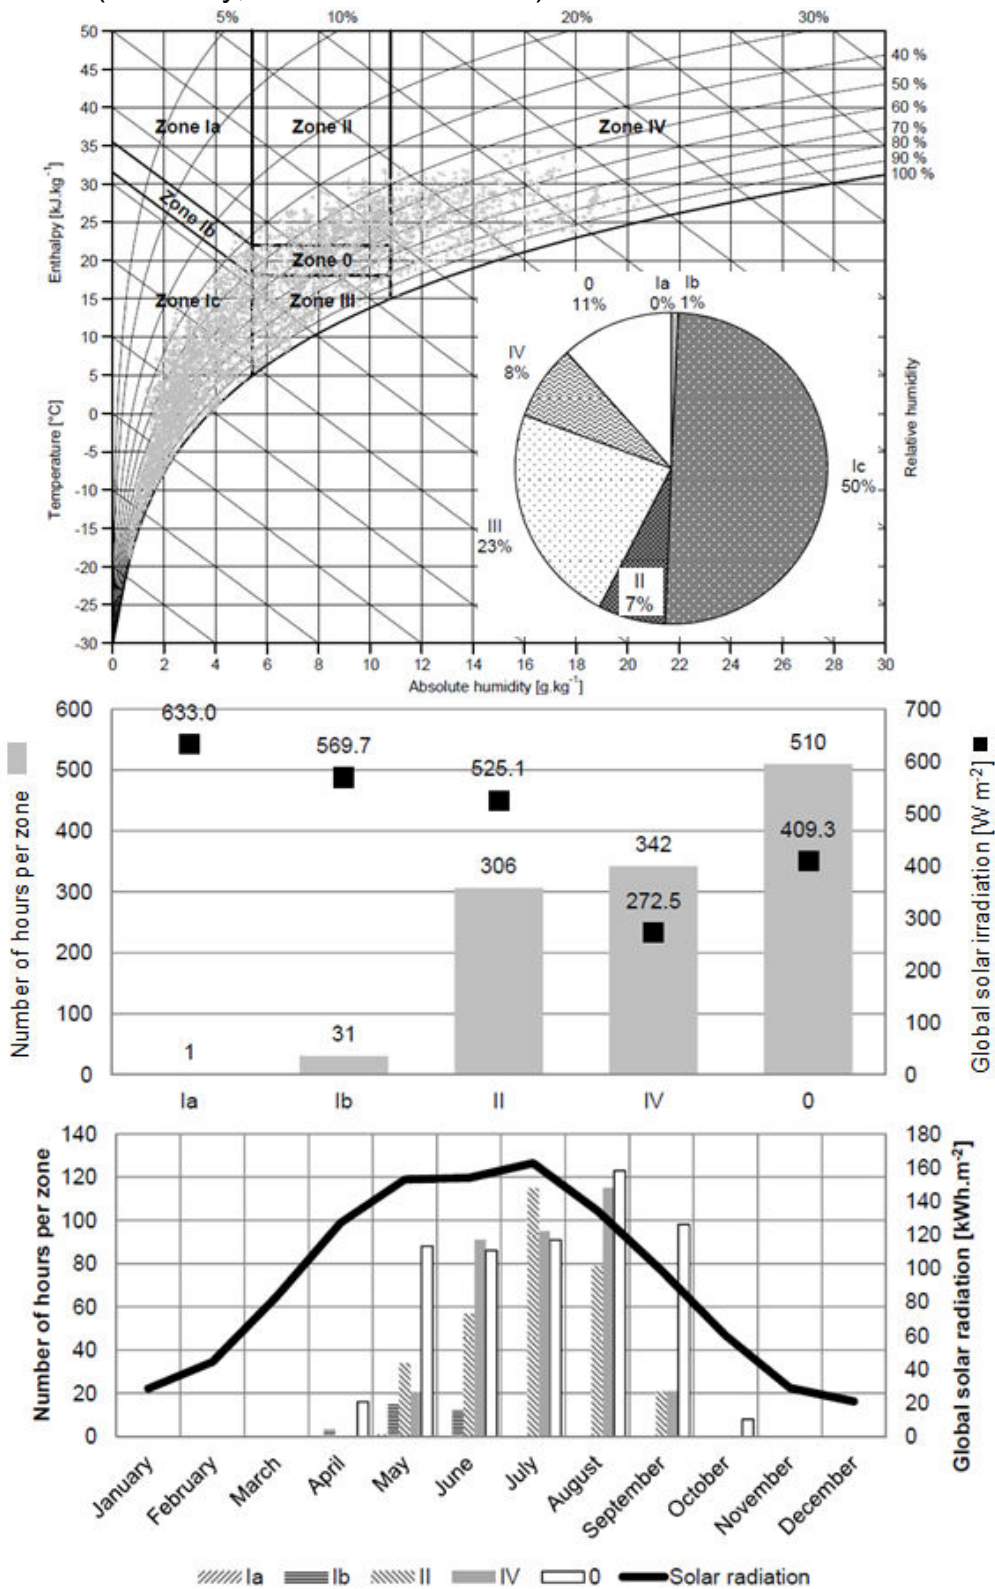 5% 10% 20% 30%
50
45
40
35
30
25
20
15
10
5
0
-5
-10
-15
-20
-25
-30
Enthalpy [kJ.kg⁻¹]
Temperature [°C]
Zone Ia
Zone II
Zone IV
Zone Ib
Zone 0
Zone Ic
Zone III
40 %
50 %
60 %
70 %
80 %
90 %
100 %
Relative humidity
0
11%
Ia
0%
Ib
1%
IV
8%
Ic
50%
III
23%
II
7%
0 2 4 6 8 10 12 14 16 18 20 22 24 26 28 30
Absolute humidity [g.kg⁻¹]
Number of hours per zone
600
500
400
300
200
100
0
633.0
569.7
525.1
510
409.3
342
306
272.5
31
1
700
600
500
400
300
200
100
0
Global solar irradiation [W m⁻²]
Ia Ib II IV 0
Number of hours per zone
140
120
100
80
60
40
20
0
180
160
140
120
100
80
60
40
20
0
Global solar radiation [kWh.m⁻²]
January February March April May June July August September October November December
Ia Ib II IV 0 Solar radiation